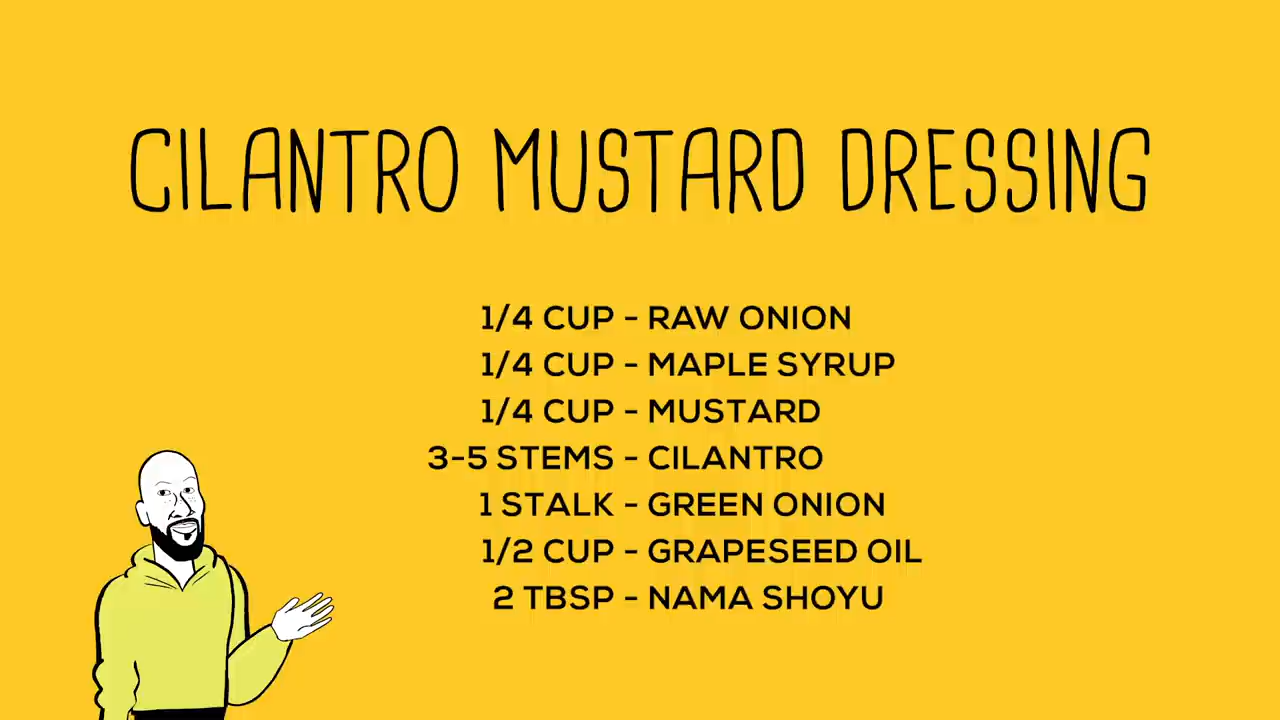 CILANTRO MUSTARD DRESSING
1/4 CUP - RAW ONION
1/4 CUP - MAPLE SYRUP
1/4 CUP - MUSTARD
3-5 STEMS - CILANTRO
1 STALK - GREEN ONION
1/2 CUP - GRAPESEED OIL
2 TBSP - NAMA SHOYU